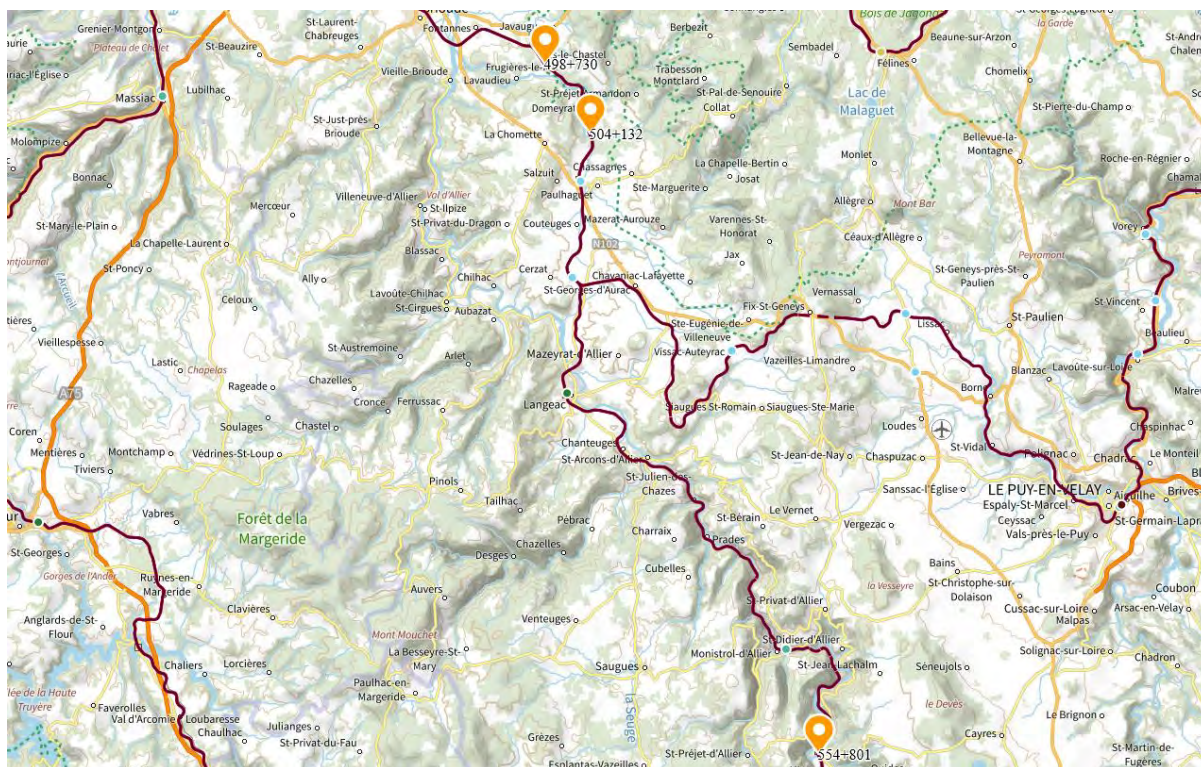 Grenier-Montgon
Plateau de Chalet
St-Beauzire
St-Laurent-
Chabreuges
Fontannes
Lavaudieu
Frugières-le-
le-Chastel
498+730
Berbezit
Trabesson
Montclard
Sembadel
Bois de Jagond
Félines
Beaune-sur-Arzon
la Garde
Chomelix
St-André
Massiac
Lubilhac
Vieille-Brioude
St-Préjet-Armandon
Domeyrat
504+132
St-Pal-de-Senouire
Collat
Lac de
Malaguet
St-Pierre-du-Champ
Molompize
Bonnac
St-Just-près-
Brioude
La Chomette
Salzuit
Chassagnes
Paulhaguet
Ste-Marguerite
La Chapelle-Bertin
Josat
Monlet
Bellevue-la-
Montagne
Roche-en-Régnier
Villeneuve-d'Allier
Vol d'Allier
St-Ilpize
St-Privat-du-Dragon
Couteuges
Mazerat-Aurouze
Varennes-St-
Honorat
Allègre
Mont Bar
St-Mary-le-Plain
Mercœur
La Chapelle-Laurent
Blassac
N102
Jax
Céaux-d'Allègre
Peyramont
Vorey
St-Poncy
l'Arcueil
Ally
Chilhac
Cerzat
Chavaniac-Lafayette
St-Georges-d'Aurac
Vernassal
St-Geneys-près-St-
Paulien
St-Vincent
Celoux
Lavoûte-Chilhac
St-Cirgues
Aubazat
Fix-St-Geneys
Ste-Eugénie-de-
Villeneuve
Lissac
St-Paulien
Beaulieu
Vieillespesse
Lastic
Chapelas
St-Austremoine
Arlet
Mazeyrat-d'Allier
Vissac-Auteyrac
Vazeilles-Limandre
Blanzac
Lavoûte-sur-Loire
A75
Rageade
Chazelles
Cronce
Ferrussac
Langeac
Siaugues St-Romain
Siaugues-Ste-Marie
Borne
Loudes
Coren
Mentières
Soulages
Chastel
Chaspinhac
Tiviers
Montchamp
Védrines-St-Loup
Chanteuges
St-Arcons-d'Allier
St-Jean-de-Nay
Chaspuzac
St-Vidal
Polignac
Chadrac
Le Monteil
Pinols
Tailhac
St-Julien-des-
Chazes
Sanssac-l'Église
LE PUY-EN-VELAY
Aiguilhe
Brives
Espaly-St-Marcel
Ceyssac
Vals-près-le-Puy
St-Germain-Lapr
Vabres
Forêt de la
Margeride
Pébrac
Charraix
St-Bérain
Le Vernet
Vergezac
St-Georges
Gorges de l'Ander
Desges
Chazelles
Prades
Ruynes-en-
Margeride
Auvers
Cubelles
Bains
la Vesseyre
St-Christophe-sur-
Dolaison
Coubon
Clavières
St-Privat-d'Allier
Cussac-sur-Loire
Malpas
Arsac-en-Velay
Anglards-de-St-
Flour
Mont Mouchet
Venteuges
La Besseyre-St-
Mary
St-Didier-d'Allier
Monistrol-d'Allier
Solignac-sur-Loire
Chadron
Chaliers
Lorcières
Saugues
St-Jean-Lachalm
Séneujols
Paulhac-en-
Margeride
la Seuge
le Devès
Faverolles
Val d'Arcomie
Loubaresse
Chaulhac
Julianges
St-Privat-du-Fau
Grèzes
Esplantas-Vazeilles
St-Préjet-d'Allier
554+801
Cayres
Le Brignon
St-Martin-de-
Fugères